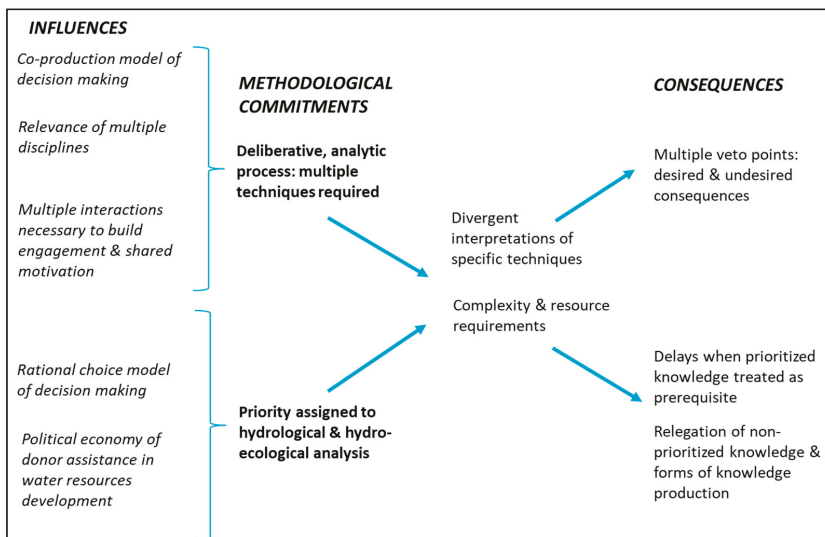 INFLUENCES
Co-production model of
decision making
Relevance of multiple
disciplines
Multiple interactions
necessary to build
engagement & shared
motivation
Rational choice model
of decision making
Political economy of
donor assistance in
water resources
development
METHODOLOGICAL
COMMITMENTS
Deliberative, analytic
process: multiple
techniques required
Priority assigned to
hydrological & hydro-
ecological analysis
Divergent
interpretations of
specific techniques
Complexity & resource
requirements
CONSEQUENCES
Multiple veto points:
desired & undesired
consequences
Delays when prioritized
knowledge treated as
prerequisite
Relegation of non-
prioritized knowledge &
forms of knowledge
production